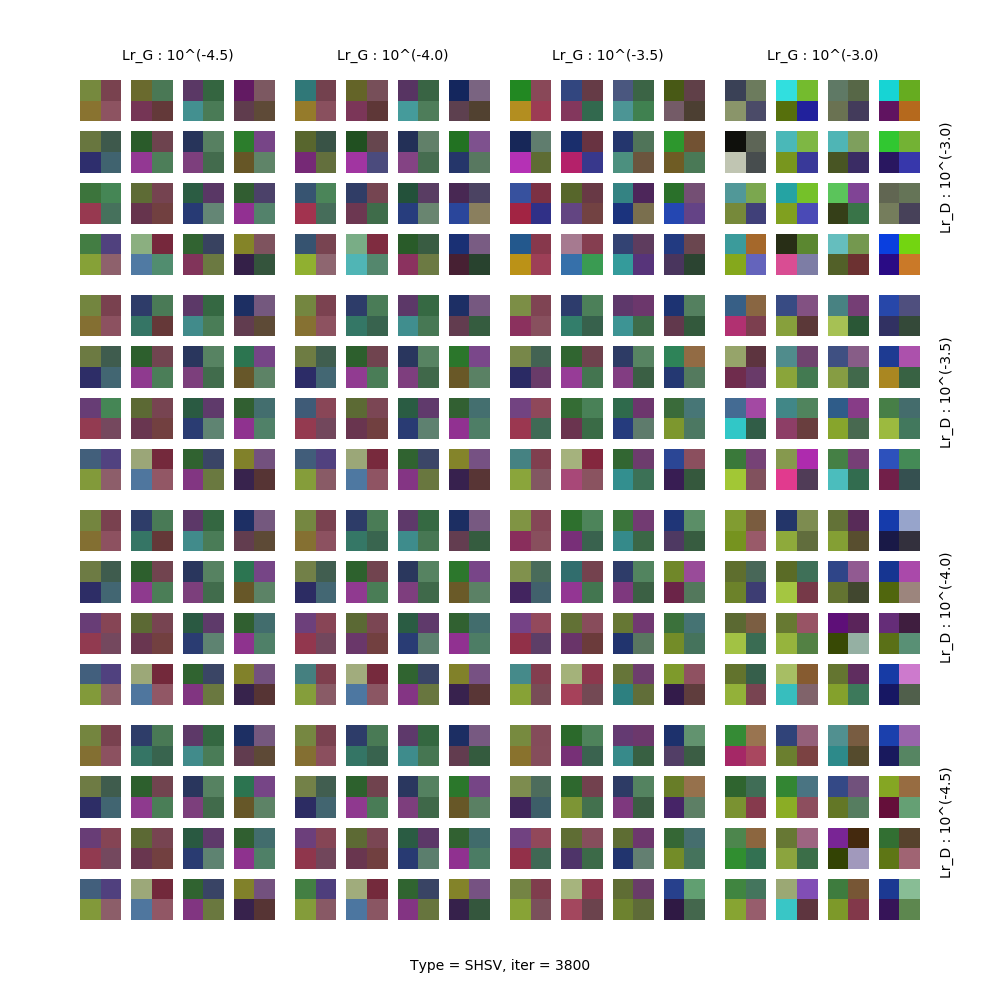 Lr_G : 10^(-4.5)
Lr_G : 10^(-4.0)
Lr_G : 10^(-3.5)
Lr_G : 10^(-3.0)
Lr_D : 10^(-3.0)
Lr_D : 10^(-3.5)
Lr_D : 10^(-4.0)
Lr_D : 10^(-4.5)
Type = SHSV, iter = 3800